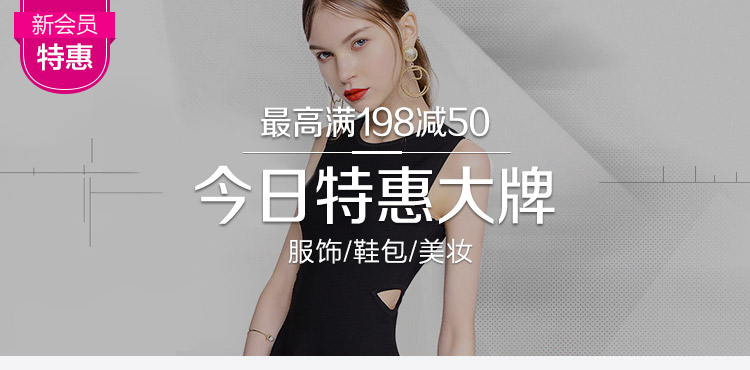 新会员
特惠
最高满198减50
今日特惠大牌
服饰/鞋包/美妆